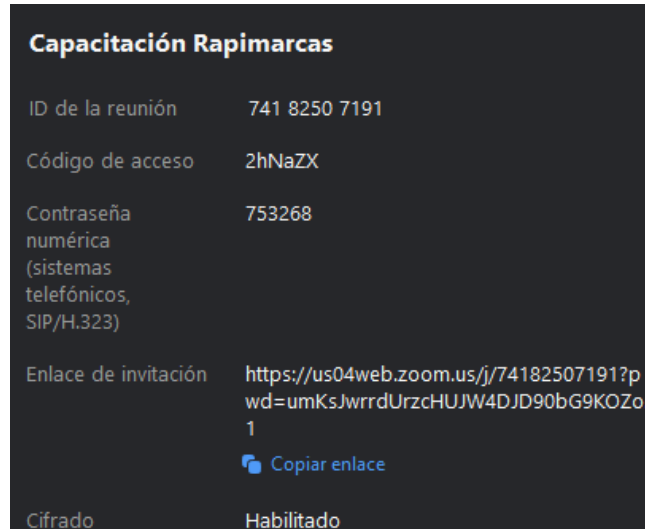 Capacitación Rapimarcas
ID de la reunión 741 8250 7191
Código de acceso 2hNaZX
Contraseña numérica (sistemas telefónicos, SIP/H.323) 753268
Enlace de invitación https://us04web.zoom.us/j/74182507191?p
wd=umKsJwrrdUrzcHUJW4DJD90bG9KOZo
1
Copiar enlace
Cifrado Habilitado